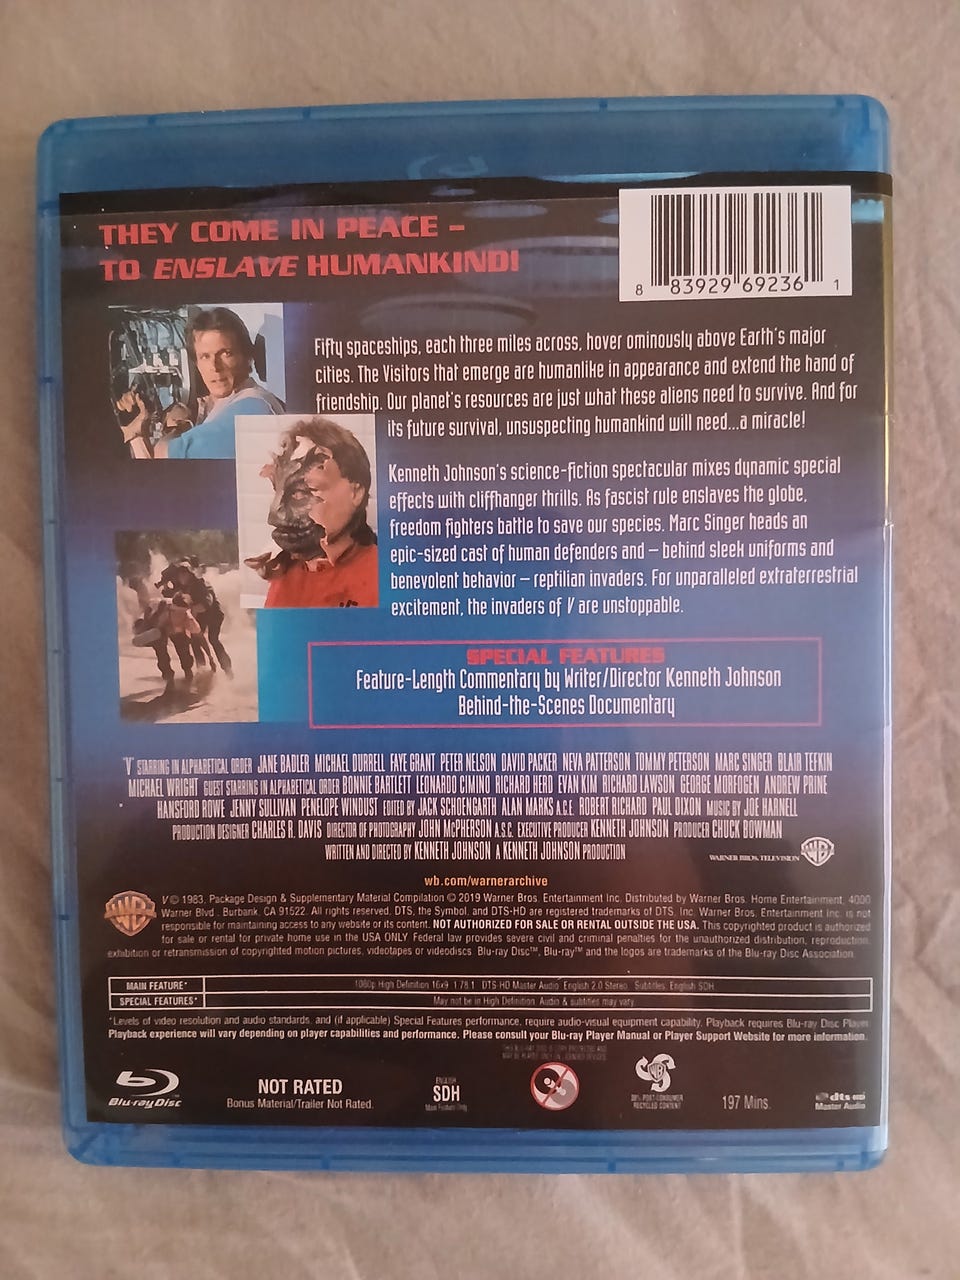 THEY COME IN PEACE –
TO ENSLAVE HUMANKIND!
8 83929 69236 1
Fifty spaceships, each three miles across, hover ominously above Earth's major
cities. The Visitors that emerge are humanlike in appearance and extend the hand of
friendship. Our planet's resources are just what these aliens need to survive. And for
its future survival, unsuspecting humankind will need...a miracle!
Kenneth Johnson's science-fiction spectacular mixes dynamic special
effects with cliffhanger thrills. As fascist rule enslaves the globe,
freedom fighters battle to save our species. Marc Singer heads an
epic-sized cast of human defenders and – behind sleek uniforms and
benevolent behavior – reptilian invaders. For unparalleled extraterrestrial
excitement, the invaders of V are unstoppable.
SPECIAL FEATURES
Feature-Length Commentary by Writer/Director Kenneth Johnson
Behind-the-Scenes Documentary
"V" STARRING IN ALPHABETICAL ORDER JANE BADLER MICHAEL DURRELL FAYE GRANT PETER NELSON DAVID PACKER NEVA PATTERSON TOMMY PETERSON MARC SINGER BLAIR TEFKIN
MICHAEL WRIGHT GUEST STARRING IN ALPHABETICAL ORDER BONNIE BARTLETT LEONARDO CIMINO RICHARD HERD EVAN KIM RICHARD LAWSON GEORGE MORFOGEN ANDREW PRINE
HANSFORD ROWE JENNY SULLIVAN PENELOPE WINDUST EDITED BY JACK SCHOENGARTH ALAN MARKS A.C.E. ROBERT RICHARD PAUL DIXON MUSIC BY JOE HARNELL
PRODUCTION DESIGNER CHARLES R. DAVIS DIRECTOR OF PHOTOGRAPHY JOHN McPHERSON A.S.C. EXECUTIVE PRODUCER KENNETH JOHNSON PRODUCER CHUCK BOWMAN
WRITTEN AND DIRECTED BY KENNETH JOHNSON A KENNETH JOHNSON PRODUCTION
WARNER BROS. TELEVISION WB
wb.com/warnerarchive
WB
V © 1983, Package Design & Supplementary Material Compilation © 2019 Warner Bros. Entertainment Inc. Distributed by Warner Bros. Home Entertainment, 4000
Warner Blvd., Burbank, CA 91522. All rights reserved. DTS, the Symbol, and DTS-HD are registered trademarks of DTS, Inc. Warner Bros. Entertainment Inc. is not
responsible for maintaining access to any website or its content. NOT AUTHORIZED FOR SALE OR RENTAL OUTSIDE THE USA. This copyrighted product is authorized
for sale or rental for private home use in the USA ONLY. Federal law provides severe civil and criminal penalties for the unauthorized distribution, reproduction,
exhibition or retransmission of copyrighted motion pictures, videotapes or videodiscs. Blu-ray Disc™, Blu-ray™ and the logos are trademarks of the Blu-ray Disc Association.
MAIN FEATURE* 1080p High Definition 16x9 1.78:1 DTS-HD Master Audio: English 2.0 Stereo. Subtitles: English SDH.
SPECIAL FEATURES* May not be in High Definition. Audio & subtitles may vary.
*Levels of video resolution and audio standards, and (if applicable) Special Features performance, require audio-visual equipment capability. Playback requires Blu-ray Disc Player.
Playback experience will vary depending on player capabilities and performance. Please consult your Blu-ray Player Manual or Player Support Website for more information.
Blu-ray Disc™
NOT RATED
Bonus Material/Trailer Not Rated.
ENGLISH
SDH
Main Feature Only
WB
30% POST-CONSUMER
RECYCLED CONTENT
197 Mins.
dts-HD
Master Audio